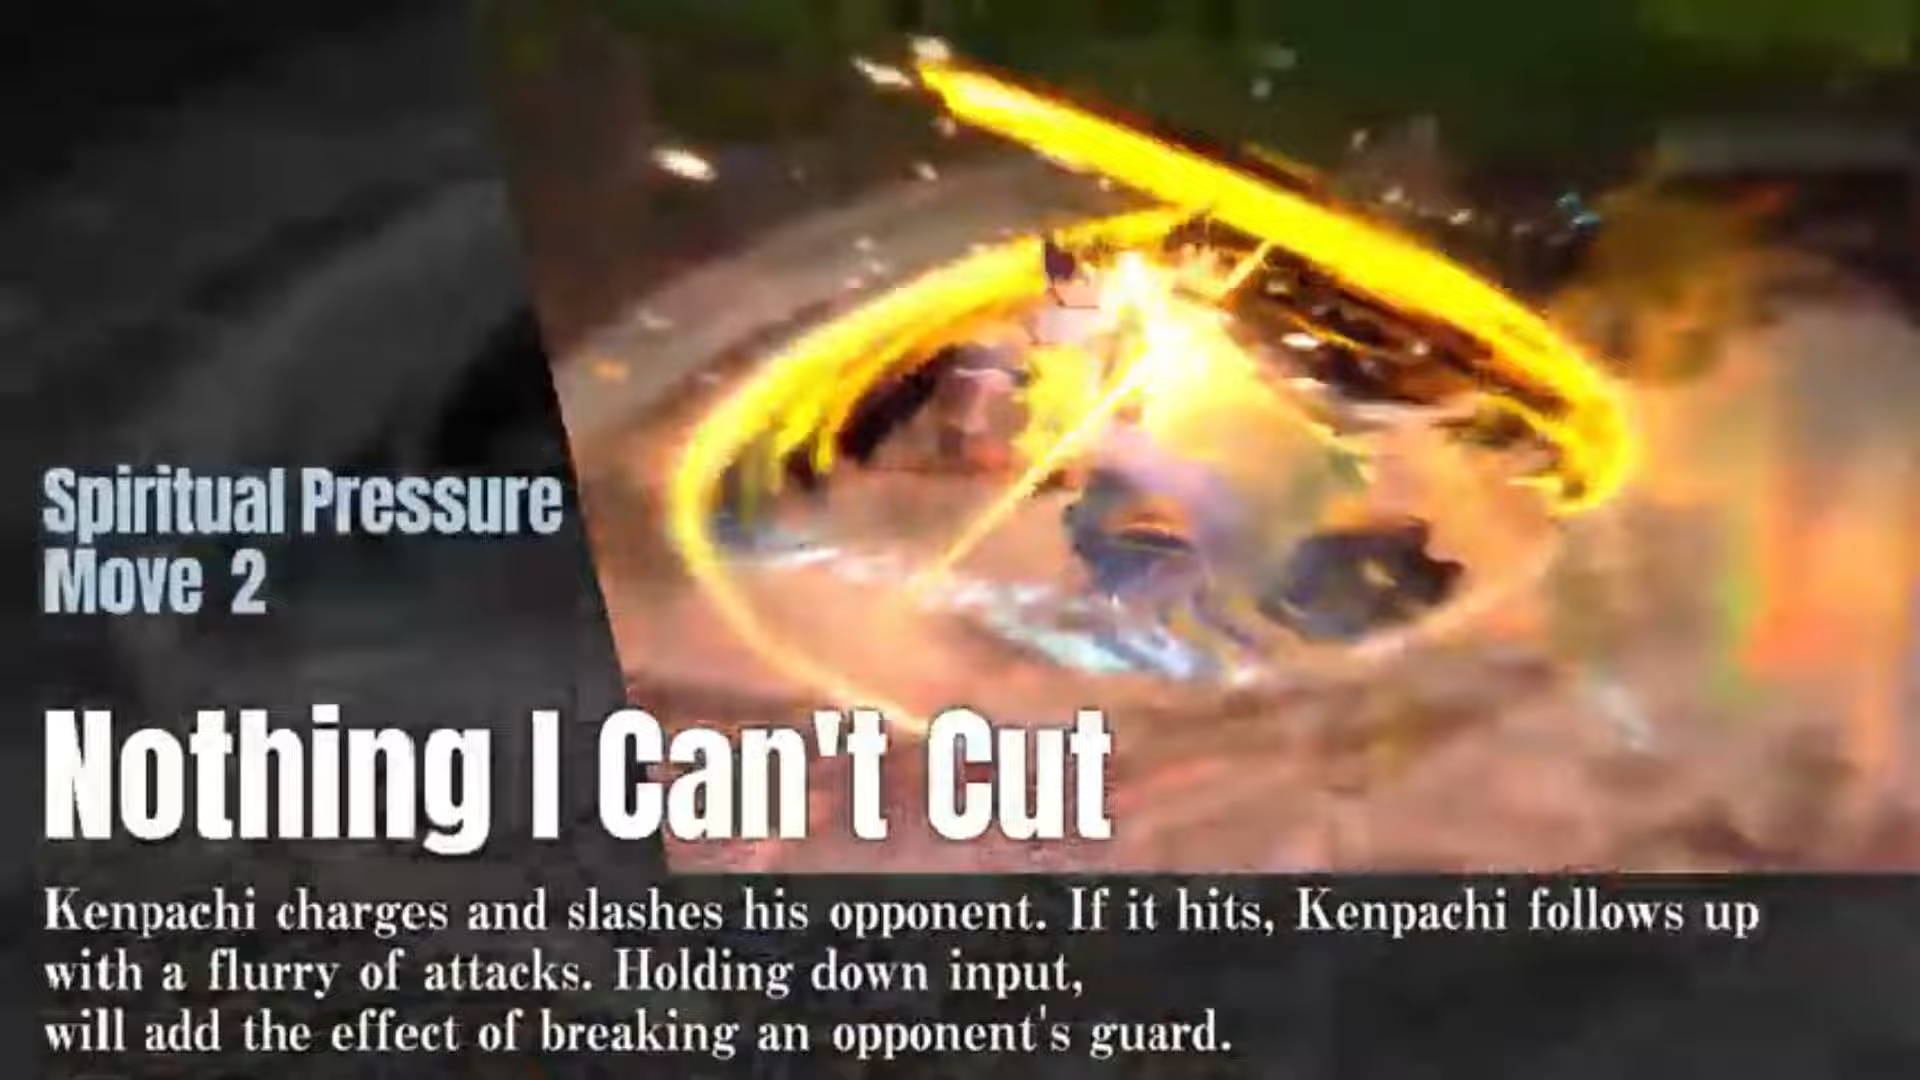 Spiritual Pressure
Move 2
Nothing I Can't Cut
Kenpachi charges and slashes his opponent. If it hits, Kenpachi follows up
with a flurry of attacks. Holding down input,
will add the effect of breaking an opponent's guard.